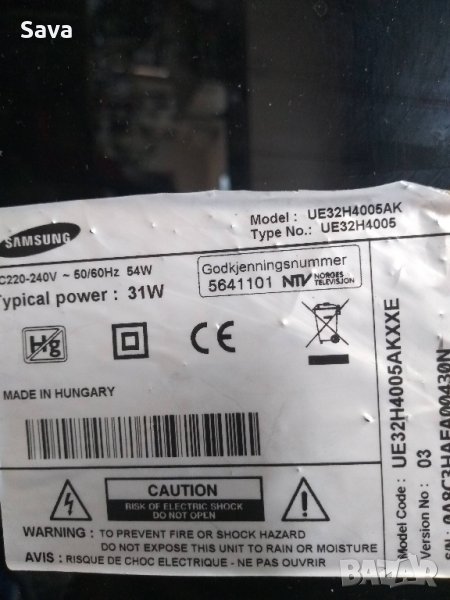 Sava
SAMSUNG
Model : UE32H4005AK
Type No.: UE32H4005
C220-240V ~ 50/60Hz 54W
Typical power : 31W
Godkjenningsnummer
5641101 NTV NORGES TELEVISJON
Hg
CE
MADE IN HUNGARY
CAUTION
RISK OF ELECTRIC SHOCK
DO NOT OPEN
WARNING : TO PREVENT FIRE OR SHOCK HAZARD
DO NOT EXPOSE THIS UNIT TO RAIN OR MOISTURE
AVIS : RISQUE DE CHOC ELECTRIQUE - NE PAS OUVRIR
Model Code : UE32H4005AKXXE
Version No : 03
S/N:
bazar